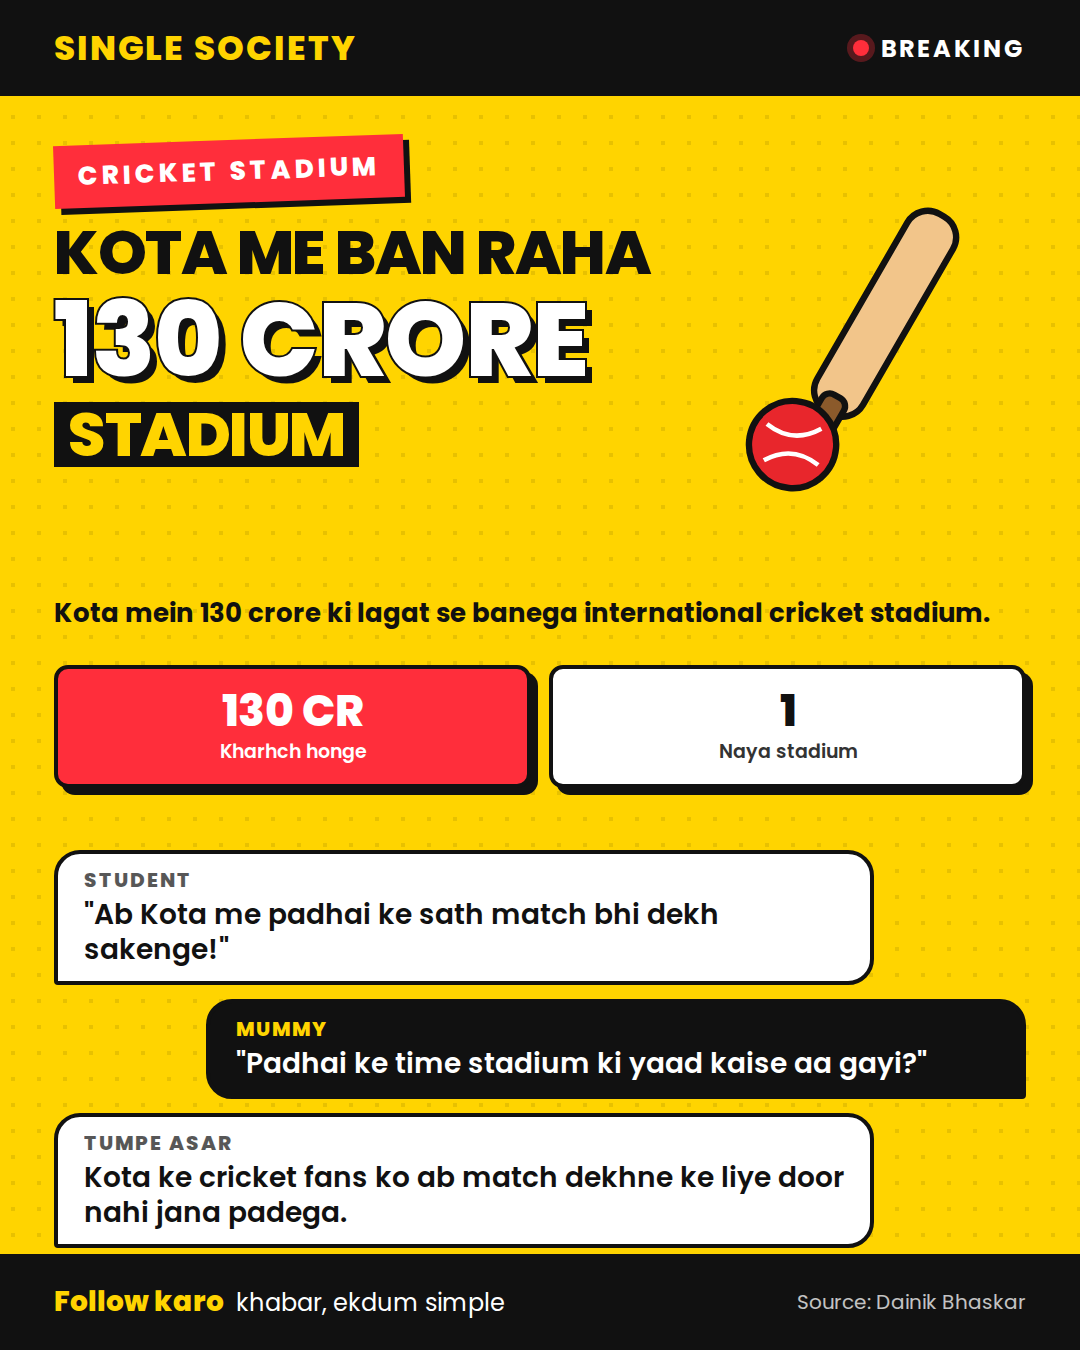 SINGLE SOCIETY
BREAKING
CRICKET STADIUM
KOTA ME BAN RAHA
130 CRORE
STADIUM
Kota mein 130 crore ki lagat se banega international cricket stadium.
130 CR
Kharhch honge
1
Naya stadium
STUDENT
"Ab Kota me padhai ke sath match bhi dekh
sakenge!"
MUMMY
"Padhai ke time stadium ki yaad kaise aa gayi?"
TUMPE ASAR
Kota ke cricket fans ko ab match dekhne ke liye door
nahi jana padega.
Follow karo khabar, ekdum simple
Source: Dainik Bhaskar